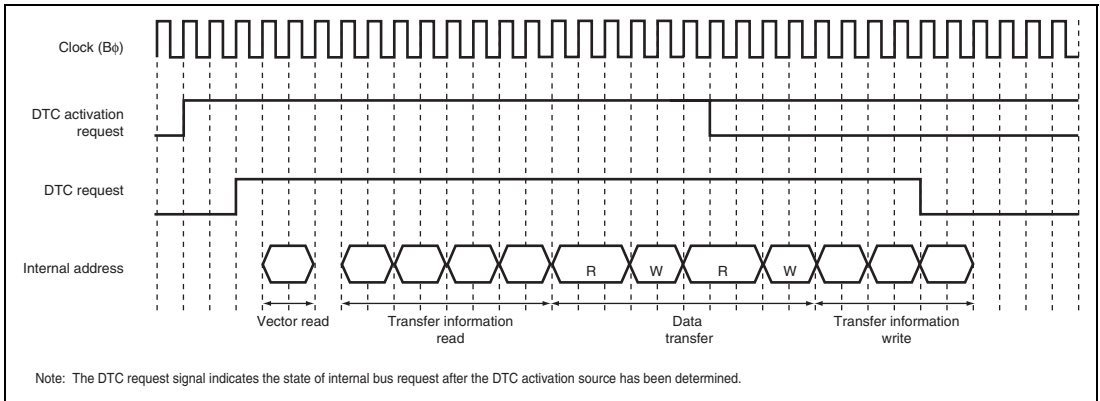 Clock (Bφ)
DTC activation
request
DTC request
Internal address
R
W
R
W
Vector read
Transfer information
read
Data
transfer
Transfer information
write
Note: The DTC request signal indicates the state of internal bus request after the DTC activation source has been determined.